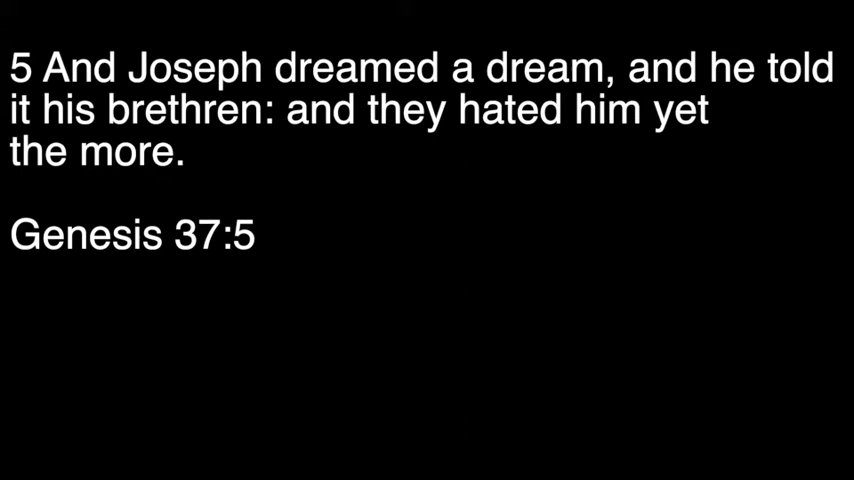 5 And Joseph dreamed a dream, and he told
it his brethren: and they hated him yet
the more.
Genesis 37:5